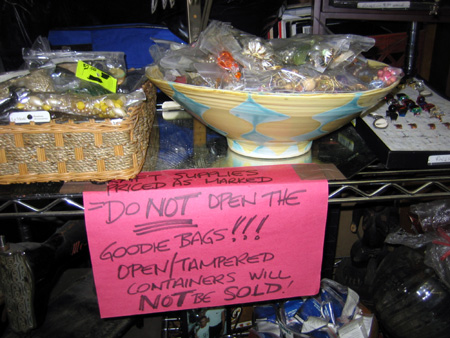 SUPPLIES
PRICED AS MARKED
DO NOT OPEN THE
GOODIE BAGS!!!
OPEN/TAMPERED
CONTAINERS WILL
NOT BE SOLD!